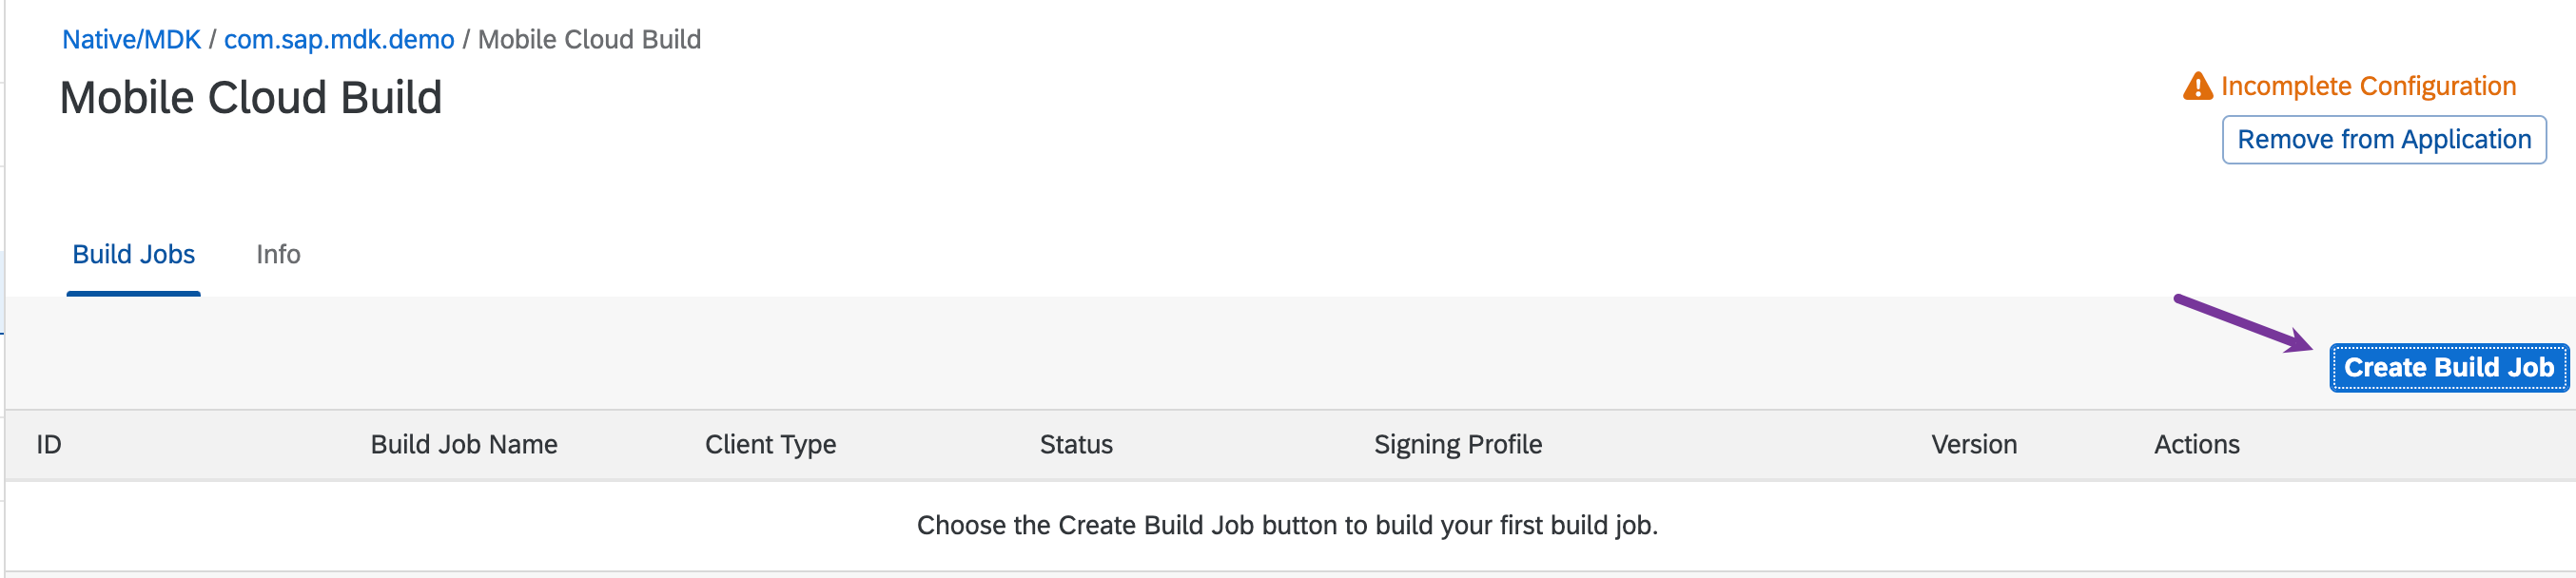 Native/MDK / com.sap.mdk.demo / Mobile Cloud Build
Mobile Cloud Build
Incomplete Configuration
Remove from Application
Build Jobs Info
Create Build Job
ID Build Job Name Client Type Status Signing Profile Version Actions
Choose the Create Build Job button to build your first build job.